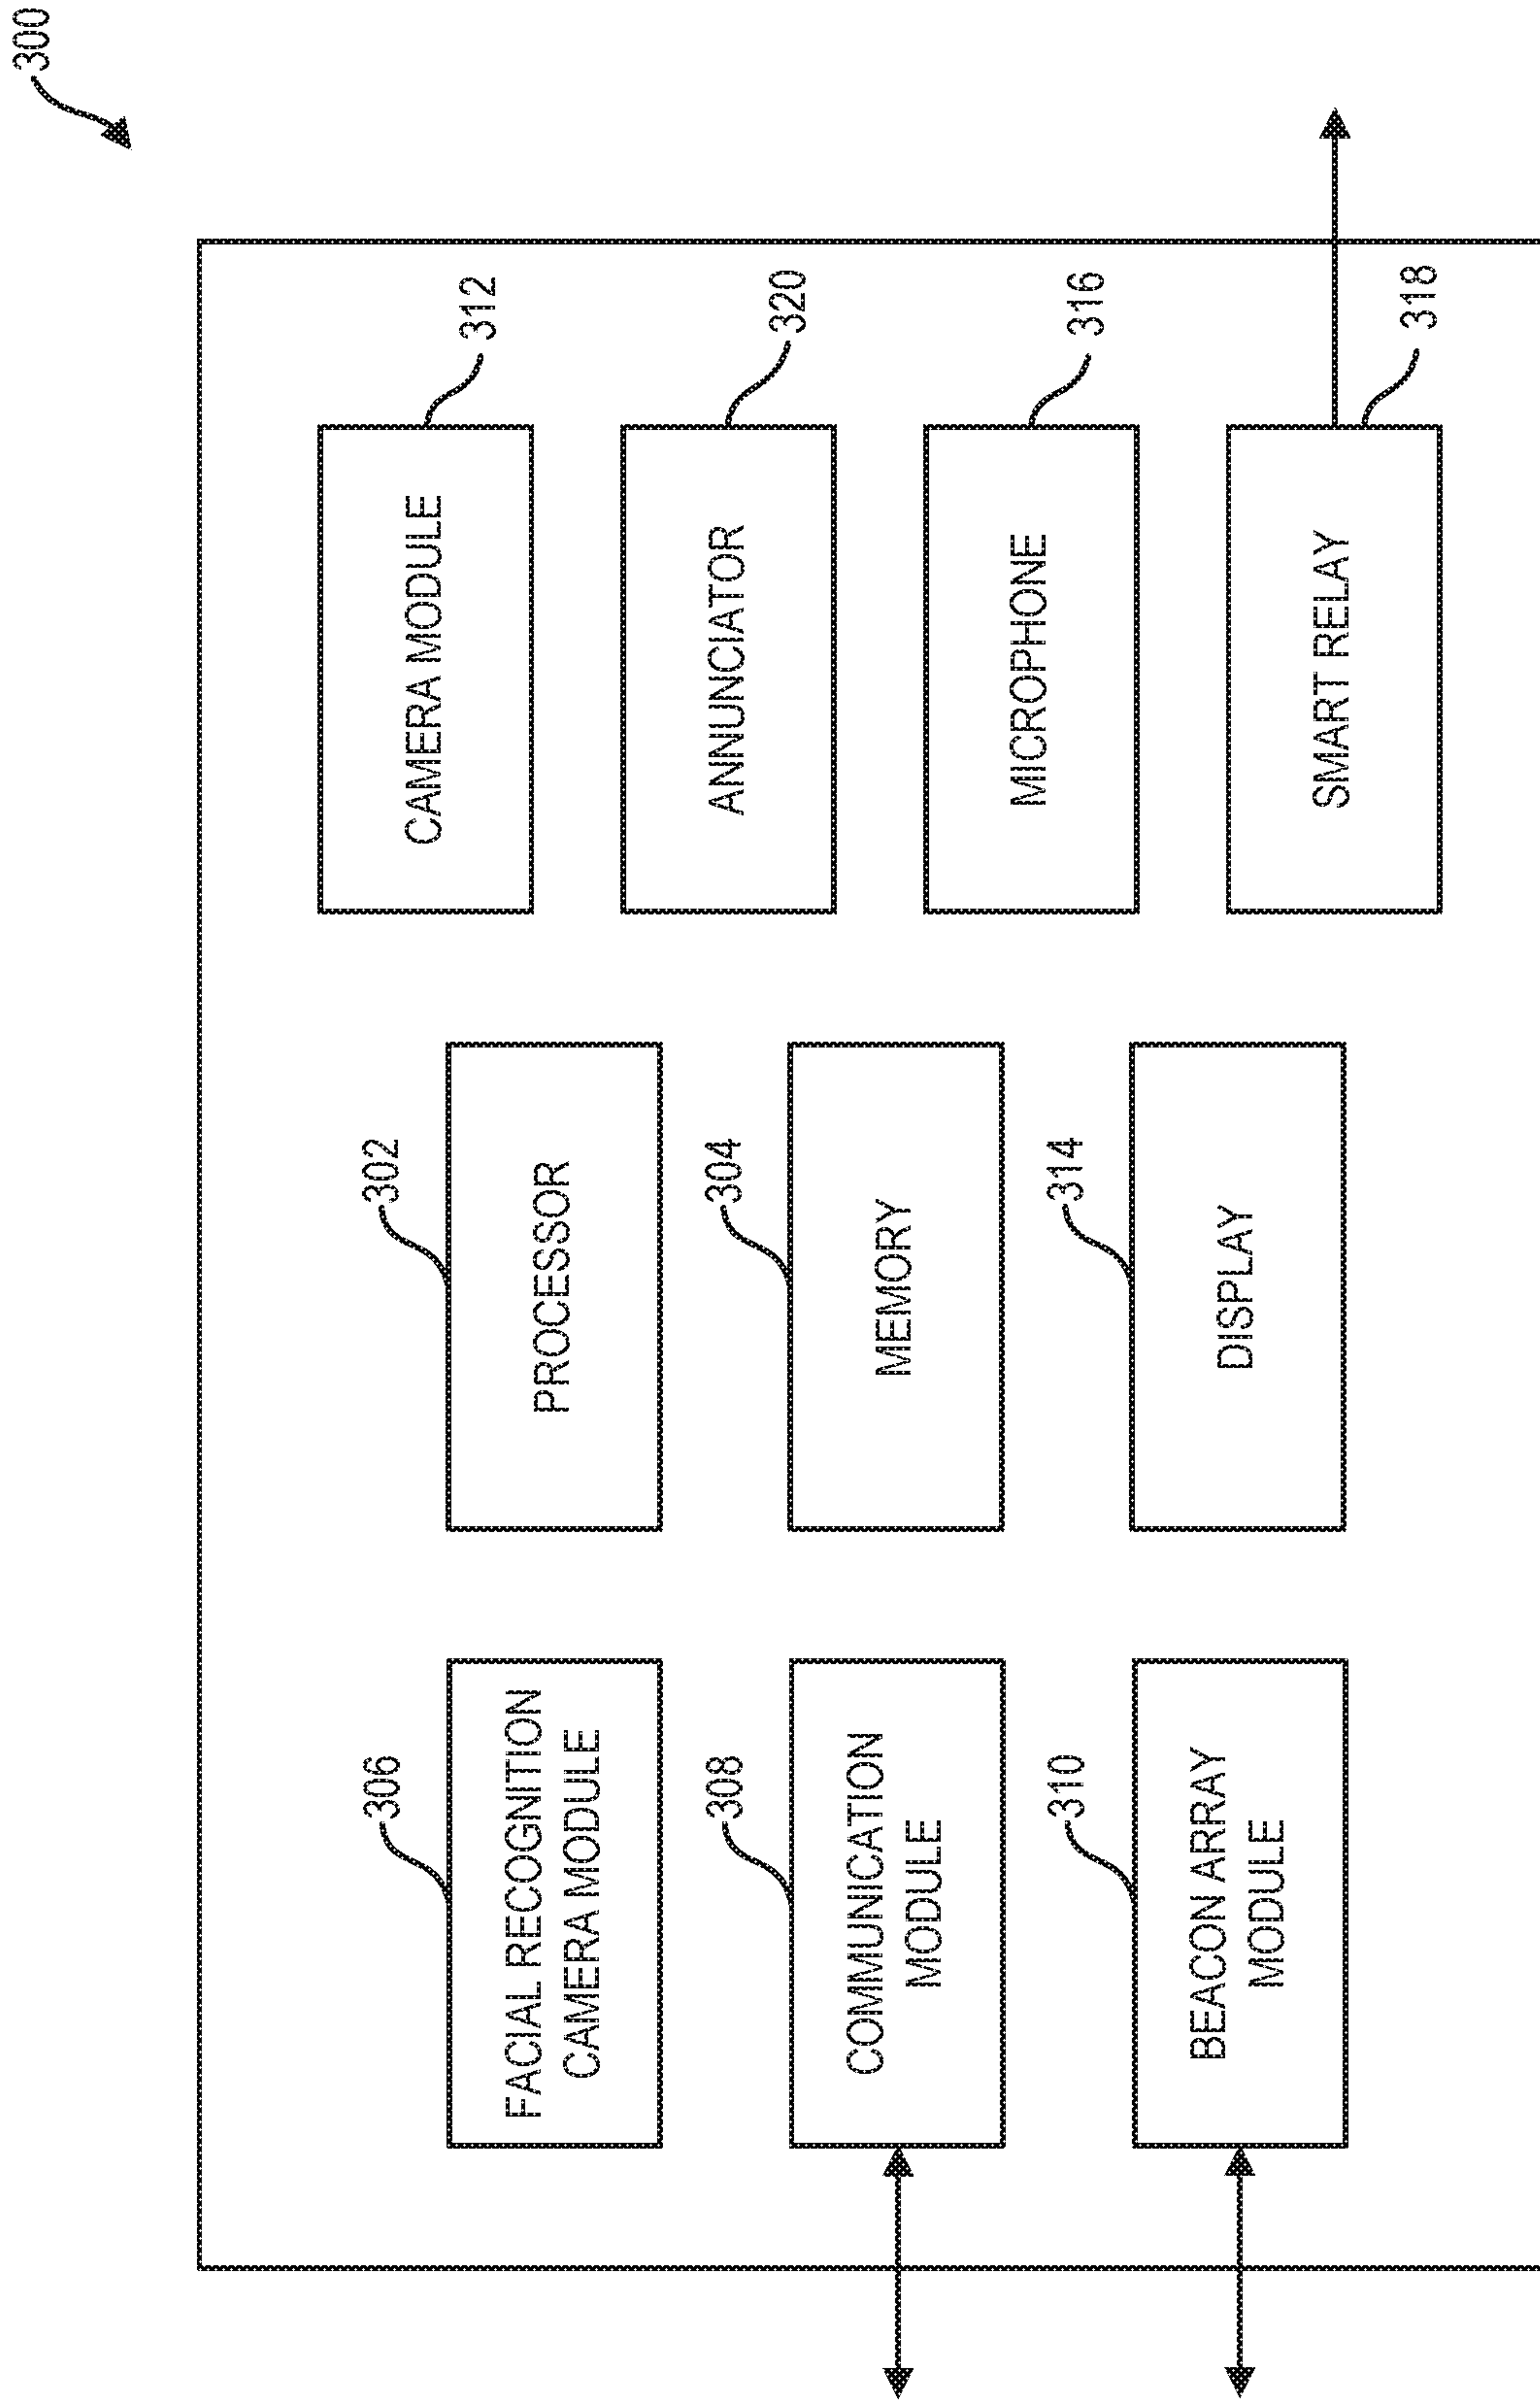 300
306
FACIAL RECOGNITION
CAMERA MODULE
302
PROCESSOR
CAMERA MODULE
312
308
COMMUNICATION
MODULE
304
MEMORY
ANNUNCIATOR
320
310
BEACON ARRAY
MODULE
314
DISPLAY
MICROPHONE
316
SMART RELAY
318